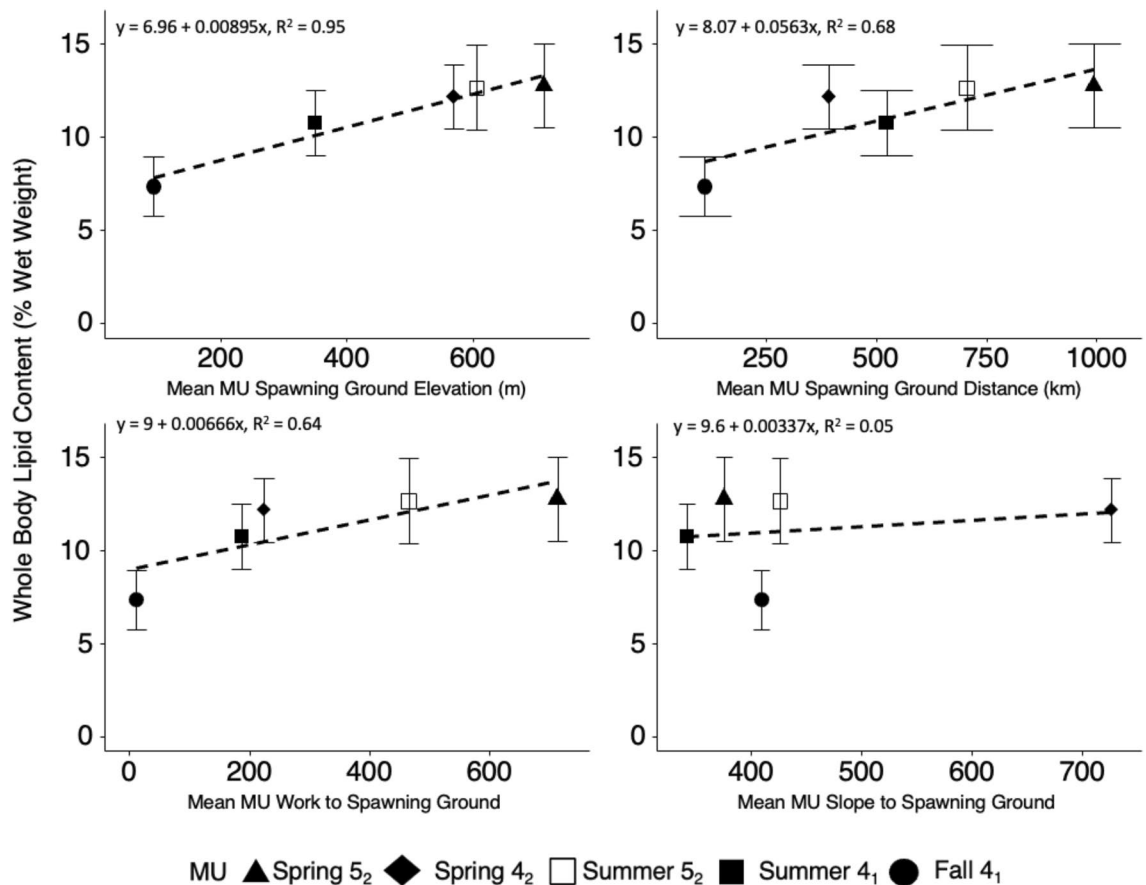 y = 6.96 + 0.00895x, R² = 0.95
15
10
5
0
200 400 600
Mean MU Spawning Ground Elevation (m)
y = 8.07 + 0.0563x, R² = 0.68
15
10
5
0
250 500 750 1000
Mean MU Spawning Ground Distance (km)
Whole Body Lipid Content (% Wet Weight)
y = 9 + 0.00666x, R² = 0.64
15
10
5
0
0 200 400 600
Mean MU Work to Spawning Ground
y = 9.6 + 0.00337x, R² = 0.05
15
10
5
0
400 500 600 700
Mean MU Slope to Spawning Ground
MU ▲ Spring 5₂ ◆ Spring 4₂ □ Summer 5₂ ■ Summer 4₁ ● Fall 4₁